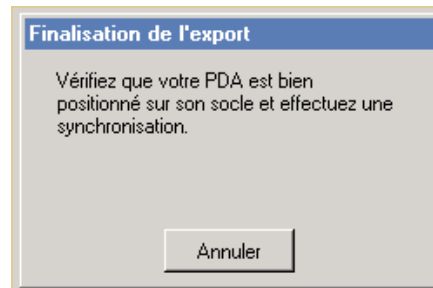 Finalisation de l'export
Vérifiez que votre PDA est bien
positionné sur son socle et effectuez une
synchronisation.
Annuler